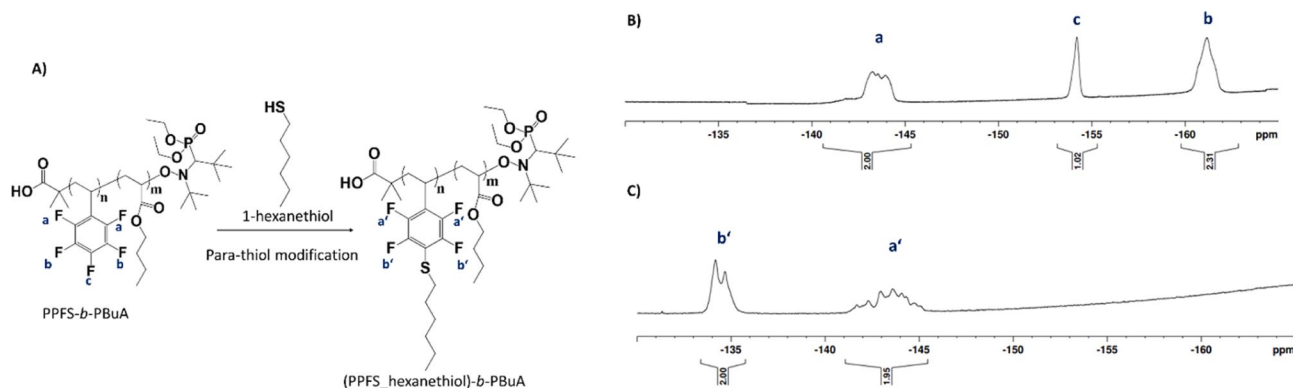 A)
HS
1-hexanethiol
Para-thiol modification
HO
O
O
O
P
O
O
N
n
m
O
O
F
F
F
F
F
a
a
b
b
c
PPFS-b-PBuA
HO
O
O
O
P
O
O
N
n
m
O
O
F
F
F
F
a'
a'
b'
b'
S
(PPFS_hexanethiol)-b-PBuA
B)
a
c
b
-135
-140
-145
-150
-155
-160
ppm
2.00
1.02
2.31
C)
b'
a'
-135
-140
-145
-150
-155
-160
ppm
2.00
1.95